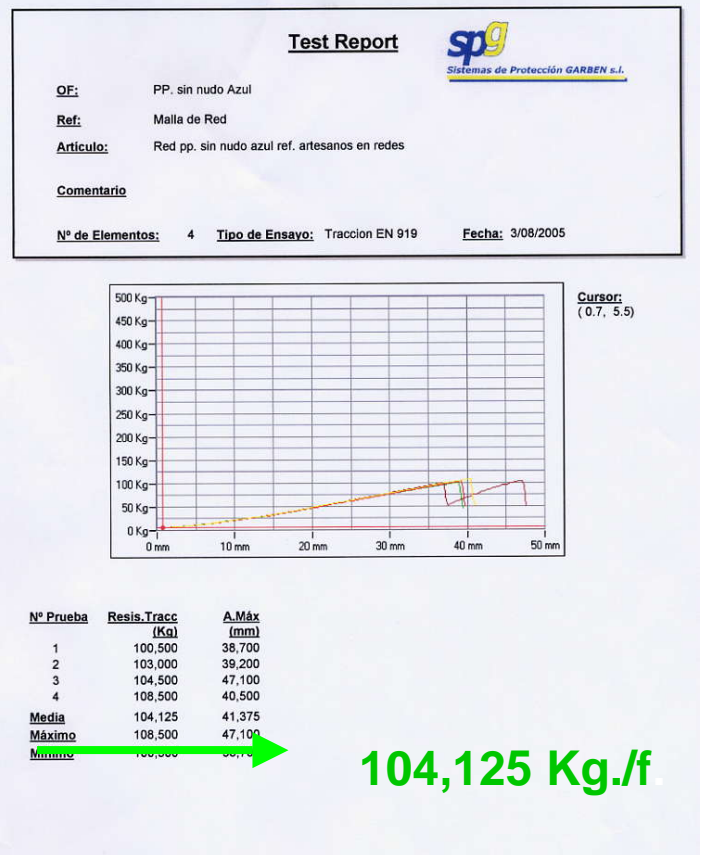 Test Report
spg
Sistemas de Protección GARBEN s.l.
OF: PP. sin nudo Azul
Ref: Malla de Red
Artículo: Red pp. sin nudo azul ref. artesanos en redes
Comentario
Nº de Elementos: 4 Tipo de Ensayo: Traccion EN 919 Fecha: 3/08/2005
Cursor:
( 0.7, 5.5)
500 Kg
450 Kg
400 Kg
350 Kg
300 Kg
250 Kg
200 Kg
150 Kg
100 Kg
50 Kg
0 Kg
0 mm 10 mm 20 mm 30 mm 40 mm 50 mm
Nº Prueba Resis.Tracc A.Máx
(Kg) (mm)
1 100,500 38,700
2 103,000 39,200
3 104,500 47,100
4 108,500 40,500
Media 104,125 41,375
Máximo 108,500 47,100
Mínimo
104,125 Kg./f.